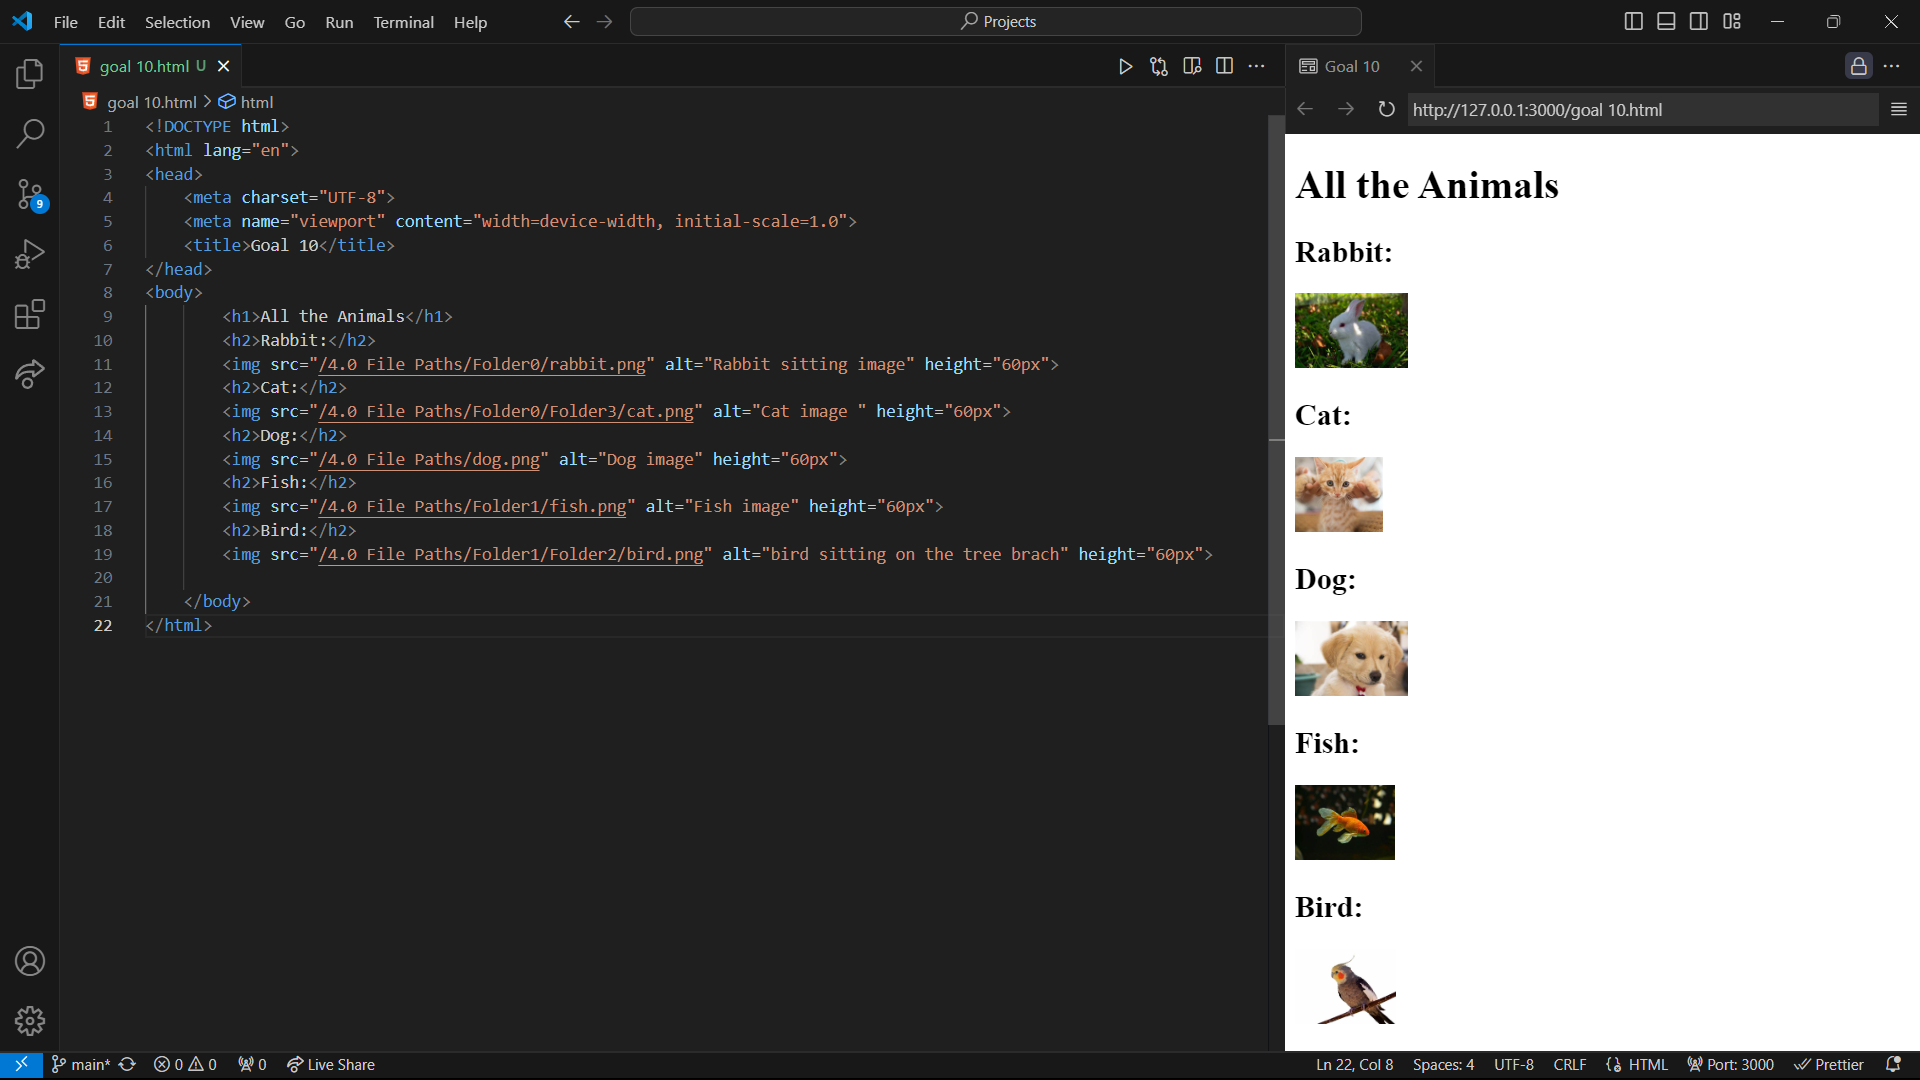 File Edit Selection View Go Run Terminal Help
Projects
goal 10.html U
Goal 10
goal 10.html > html
http://127.0.0.1:3000/goal 10.html
9
1 <!DOCTYPE html>
2 <html lang="en">
3 <head>
4 <meta charset="UTF-8">
5 <meta name="viewport" content="width=device-width, initial-scale=1.0">
6 <title>Goal 10</title>
7 </head>
8 <body>
9 <h1>All the Animals</h1>
10 <h2>Rabbit:</h2>
11 <img src="/4.0 File Paths/Folder0/rabbit.png" alt="Rabbit sitting image" height="60px">
12 <h2>Cat:</h2>
13 <img src="/4.0 File Paths/Folder0/Folder3/cat.png" alt="Cat image " height="60px">
14 <h2>Dog:</h2>
15 <img src="/4.0 File Paths/dog.png" alt="Dog image" height="60px">
16 <h2>Fish:</h2>
17 <img src="/4.0 File Paths/Folder1/fish.png" alt="Fish image" height="60px">
18 <h2>Bird:</h2>
19 <img src="/4.0 File Paths/Folder1/Folder2/bird.png" alt="bird sitting on the tree brach" height="60px">
20
21 </body>
22 </html>
All the Animals
Rabbit:
Cat:
Dog:
Fish:
Bird:
main* 0 0 0 Live Share
Ln 22, Col 8 Spaces: 4 UTF-8 CRLF HTML Port: 3000 Prettier